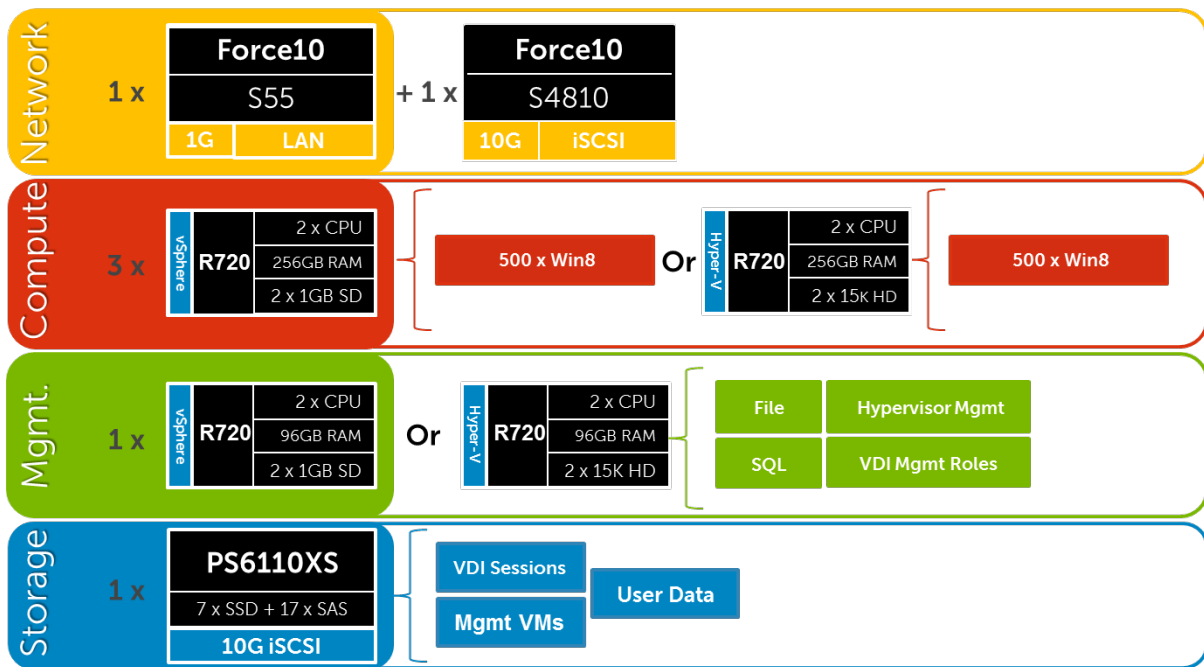 Network
1 x
Force10
S55
1G
LAN
+ 1 x
Force10
S4810
10G
iSCSI
Compute
3 x
vSphere
R720
2 x CPU
256GB RAM
2 x 1GB SD
500 x Win8
Or
Hyper-V
R720
2 x CPU
256GB RAM
2 x 15K HD
500 x Win8
Mgmt.
1 x
vSphere
R720
2 x CPU
96GB RAM
2 x 1GB SD
Or
Hyper-V
R720
2 x CPU
96GB RAM
2 x 15K HD
File
Hypervisor Mgmt
SQL
VDI Mgmt Roles
Storage
1 x
PS6110XS
7 x SSD + 17 x SAS
10G iSCSI
VDI Sessions
Mgmt VMs
User Data